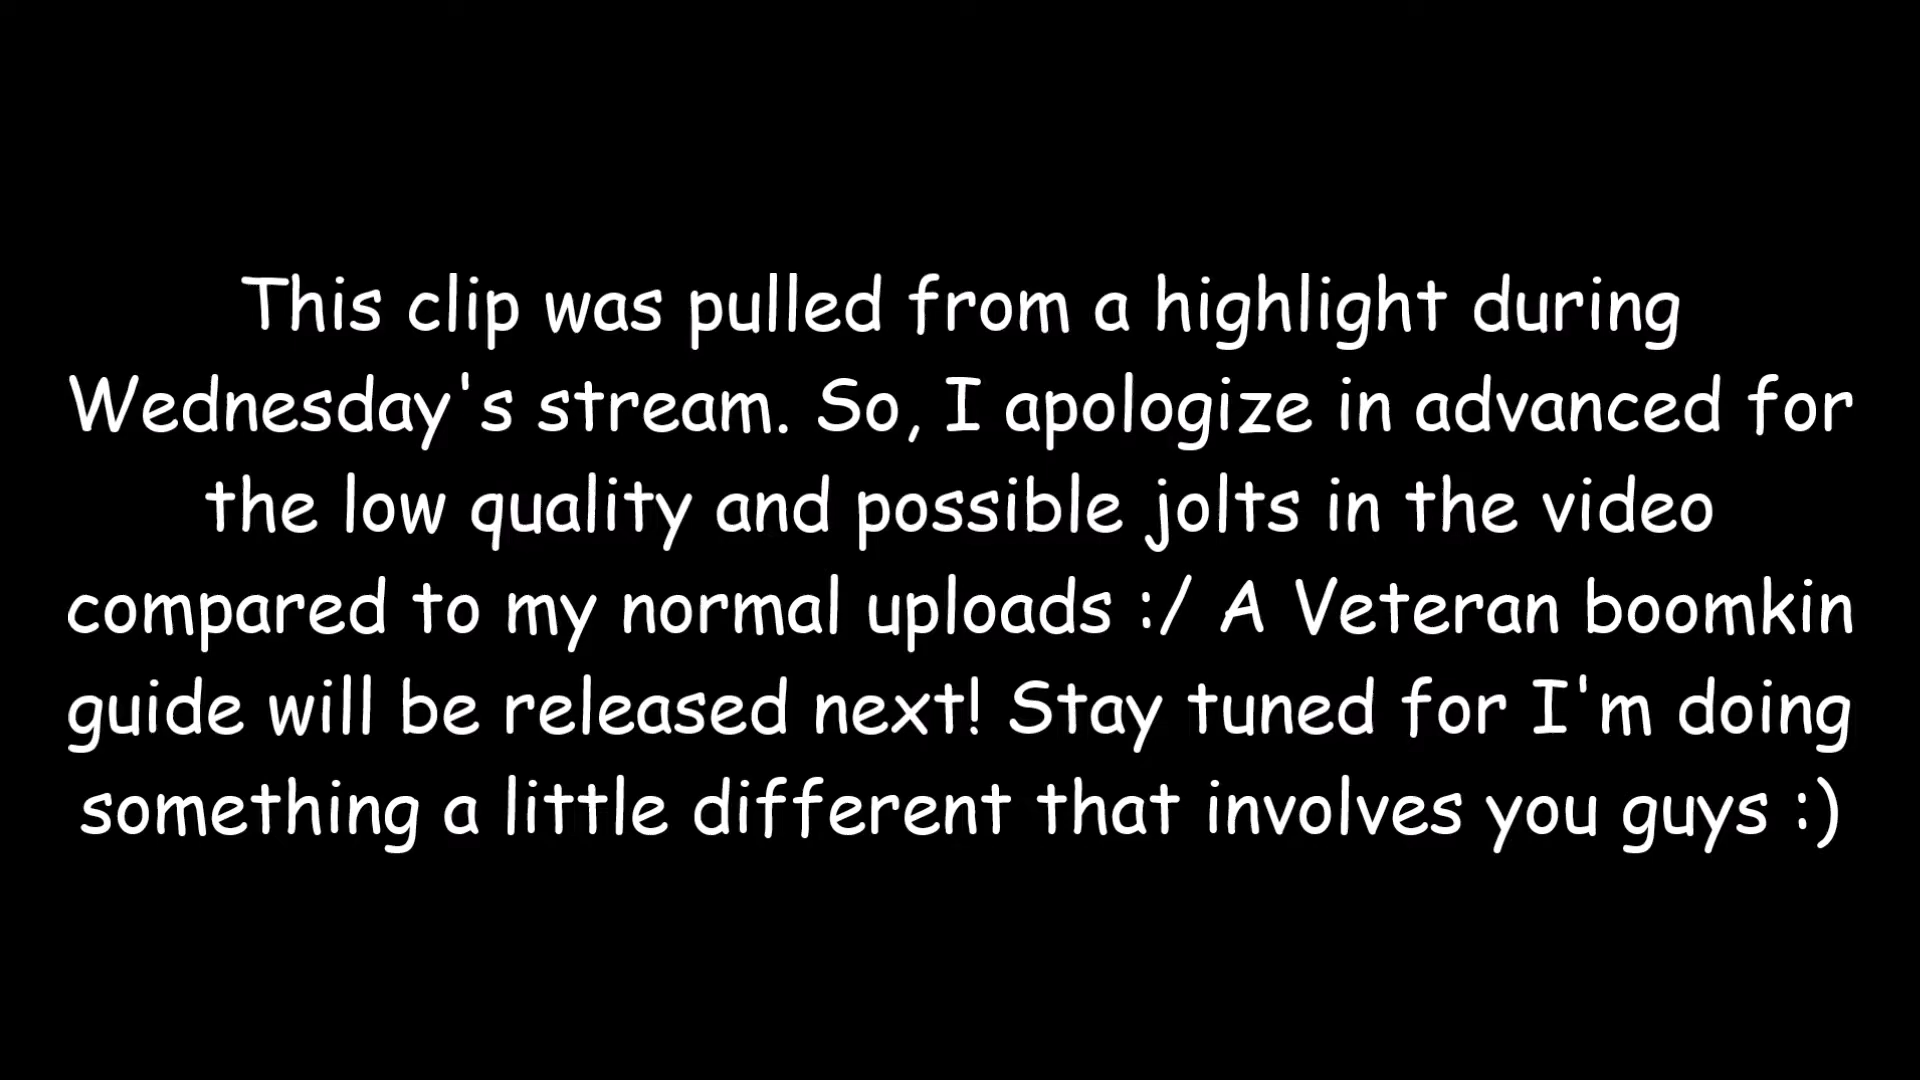 This clip was pulled from a highlight during
Wednesday's stream. So, I apologize in advanced for
the low quality and possible jolts in the video
compared to my normal uploads :/ A Veteran boomkin
guide will be released next! Stay tuned for I'm doing
something a little different that involves you guys :)